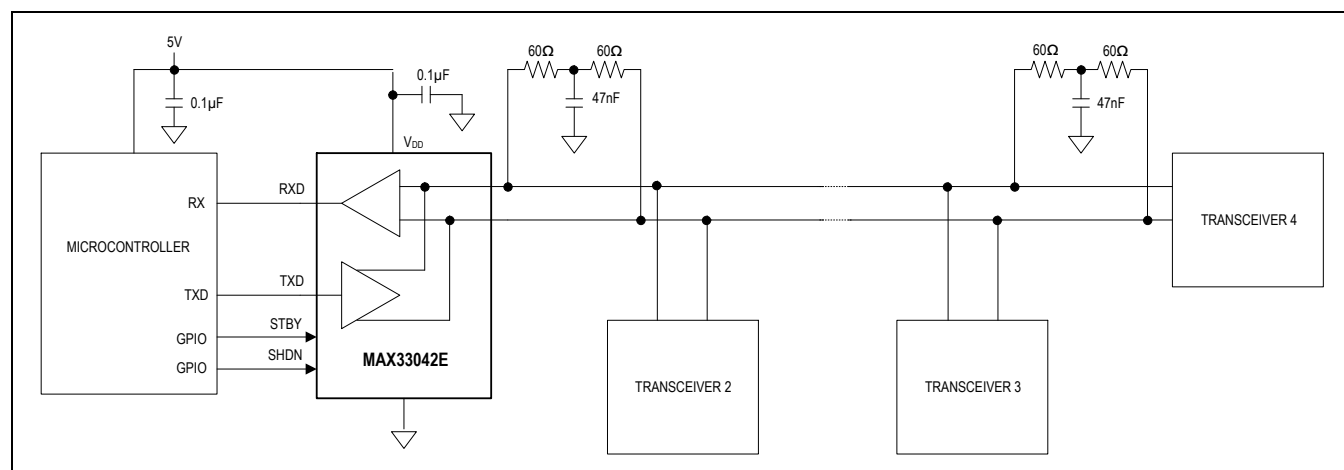 60Ω 60Ω
60Ω 60Ω
5V
0.1µF
0.1µF
47nF
47nF
VDD
RXD
RX
MICROCONTROLLER
TRANSCEIVER 4
TXD
TXD
STBY
GPIO
SHDN
GPIO
MAX33042E
TRANSCEIVER 2
TRANSCEIVER 3